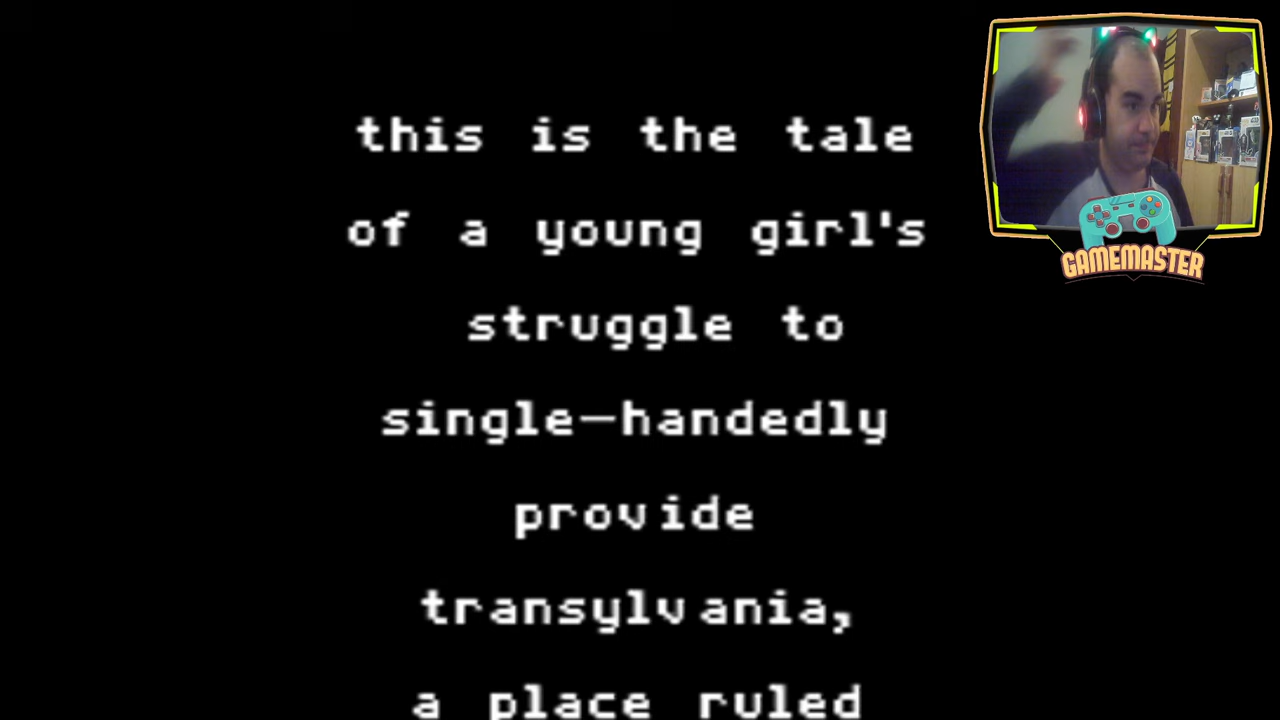 this is the tale
of a young girl's
struggle to
single—handedly
provide
transylvania,
a place ruled
GAMEMASTER